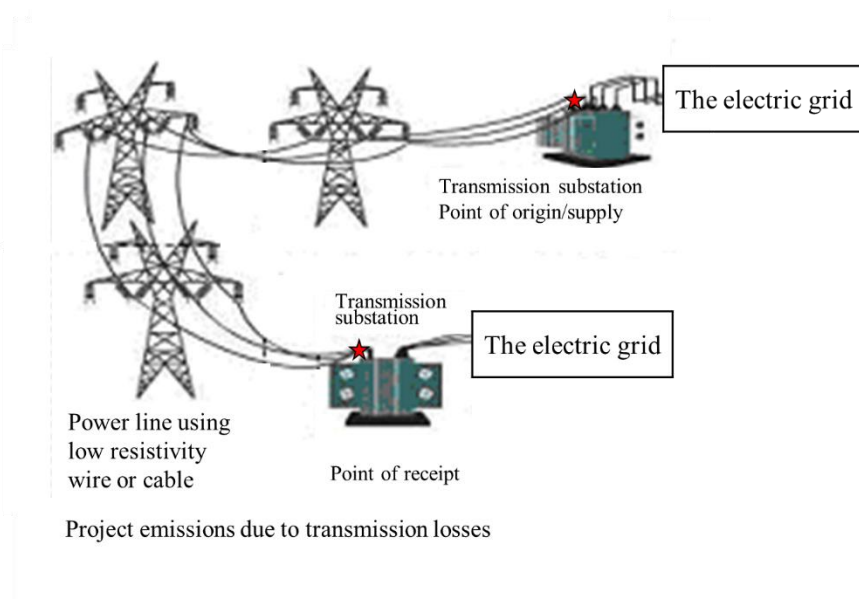 The electric grid
Transmission substation
Point of origin/supply
Transmission
substation
The electric grid
Power line using
low resistivity
wire or cable
Point of receipt
Project emissions due to transmission losses